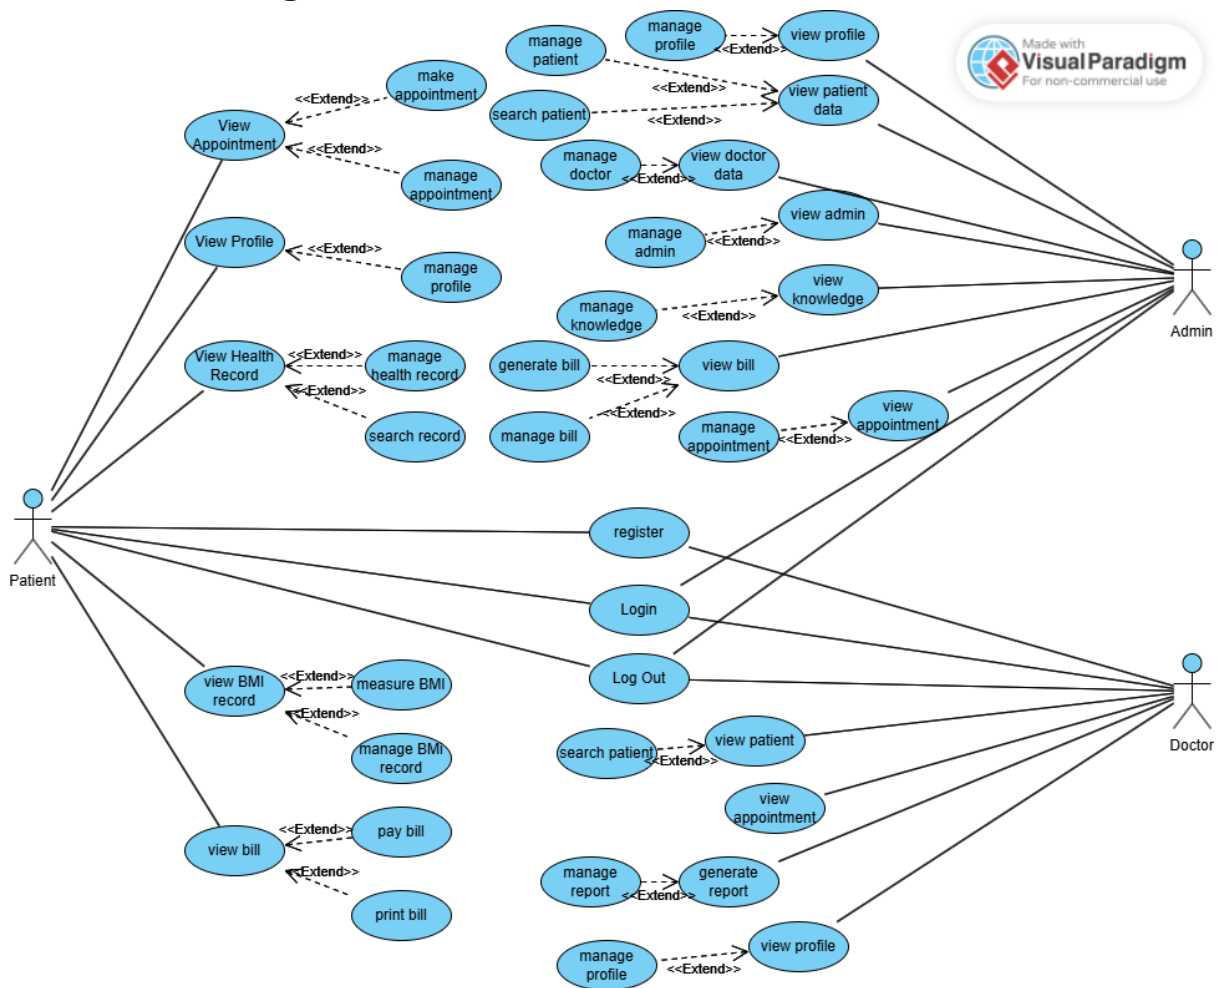 manage
profile
<<Extend>>
view profile
Made with
VisualParadigm
For non-commercial use
manage
patient
<<Extend>>
view patient
data
search patient
<<Extend>>
make
appointment
<<Extend>>
View
Appointment
<<Extend>>
manage
appointment
manage
doctor
<<Extend>>
view doctor
data
view admin
manage
admin
<<Extend>>
View Profile
<<Extend>>
manage
profile
view
knowledge
manage
knowledge
<<Extend>>
Admin
View Health
Record
<<Extend>>
manage
health record
<<Extend>>
search record
generate bill
<<Extend>>
view bill
manage bill
<<Extend>>
view
appointment
manage
appointment
<<Extend>>
Patient
register
Login
Log Out
Doctor
view BMI
record
<<Extend>>
measure BMI
<<Extend>>
manage BMI
record
search patient
<<Extend>>
view patient
view
appointment
view bill
<<Extend>>
pay bill
<<Extend>>
print bill
manage
report
<<Extend>>
generate
report
manage
profile
<<Extend>>
view profile